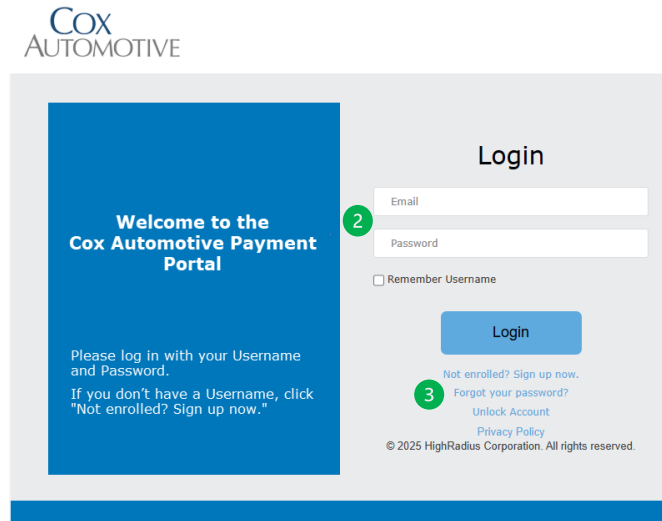 COX
AUTOMOTIVE
Welcome to the
Cox Automotive Payment
Portal
Please log in with your Username
and Password.
If you don’t have a Username, click
"Not enrolled? Sign up now."
Login
Email
2
Password
Remember Username
Login
Not enrolled? Sign up now.
3
Forgot your password?
Unlock Account
Privacy Policy
© 2025 HighRadius Corporation. All rights reserved.